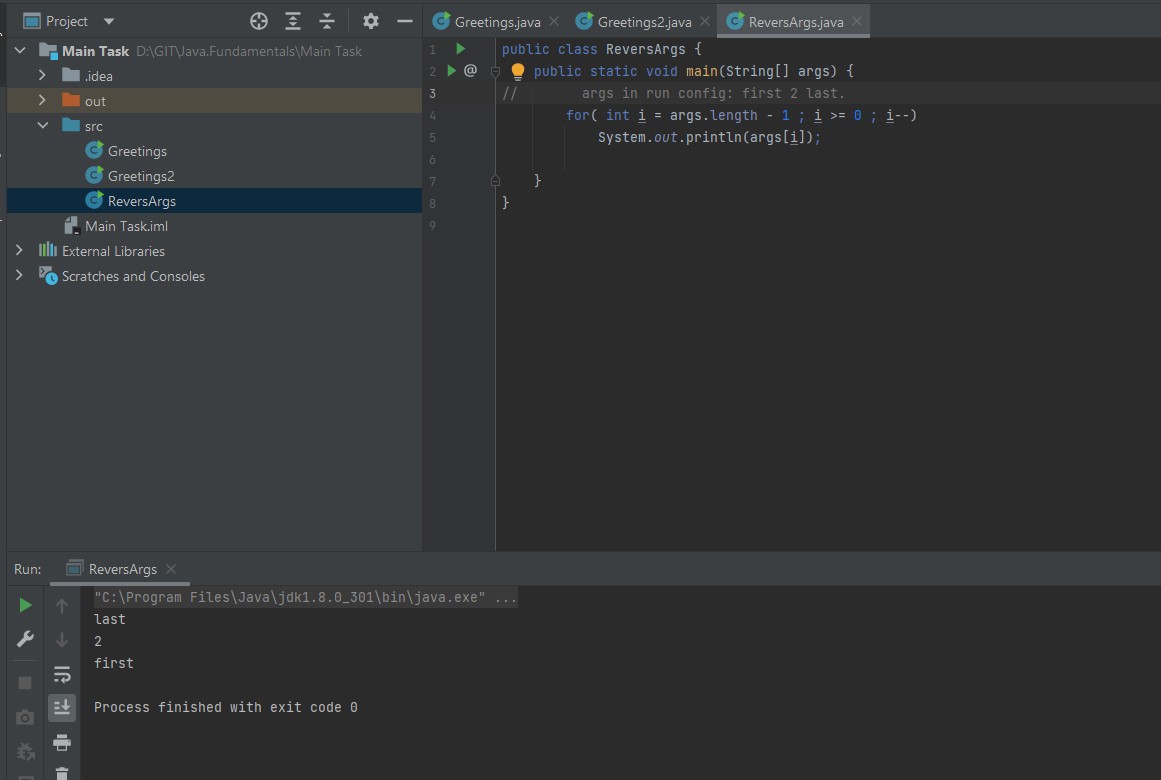 Project
Main Task D:\GIT\Java.Fundamentals\Main Task
.idea
out
src
Greetings
Greetings2
ReversArgs
Main Task.iml
External Libraries
Scratches and Consoles
Greetings.java Greetings2.java ReversArgs.java
1 public class ReversArgs {
2 @ public static void main(String[] args) {
3 // args in run config: first 2 last.
4 for( int i = args.length - 1 ; i >= 0 ; i--)
5 System.out.println(args[i]);
6
7 }
8 }
9
Run: ReversArgs
"C:\Program Files\Java\jdk1.8.0_301\bin\java.exe" ...
last
2
first
Process finished with exit code 0